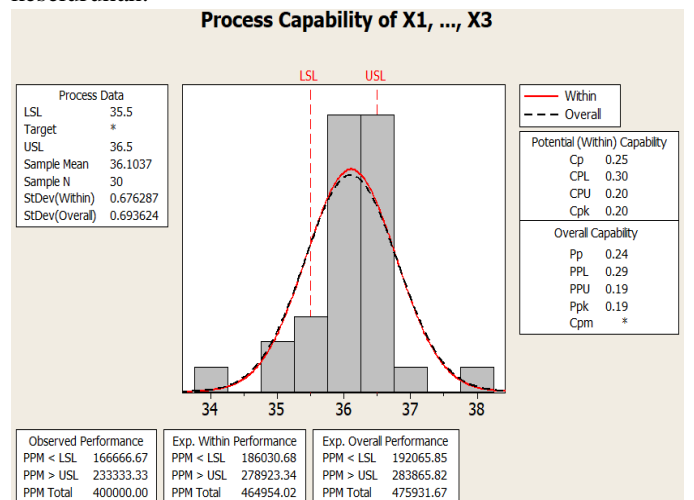 Process Capability of X1, ..., X3
LSL USL
Process Data
LSL 35.5
Target *
USL 36.5
Sample Mean 36.1037
Sample N 30
StDev(Within) 0.676287
StDev(Overall) 0.693624
Within
Overall
Potential (Within) Capability
Cp 0.25
CPL 0.30
CPU 0.20
Cpk 0.20
Overall Capability
Pp 0.24
PPL 0.29
PPU 0.19
Ppk 0.19
Cpm *
34 35 36 37 38
Observed Performance
PPM < LSL 166666.67
PPM > USL 233333.33
PPM Total 400000.00
Exp. Within Performance
PPM < LSL 186030.68
PPM > USL 278923.34
PPM Total 464954.02
Exp. Overall Performance
PPM < LSL 192065.85
PPM > USL 283865.82
PPM Total 475931.67